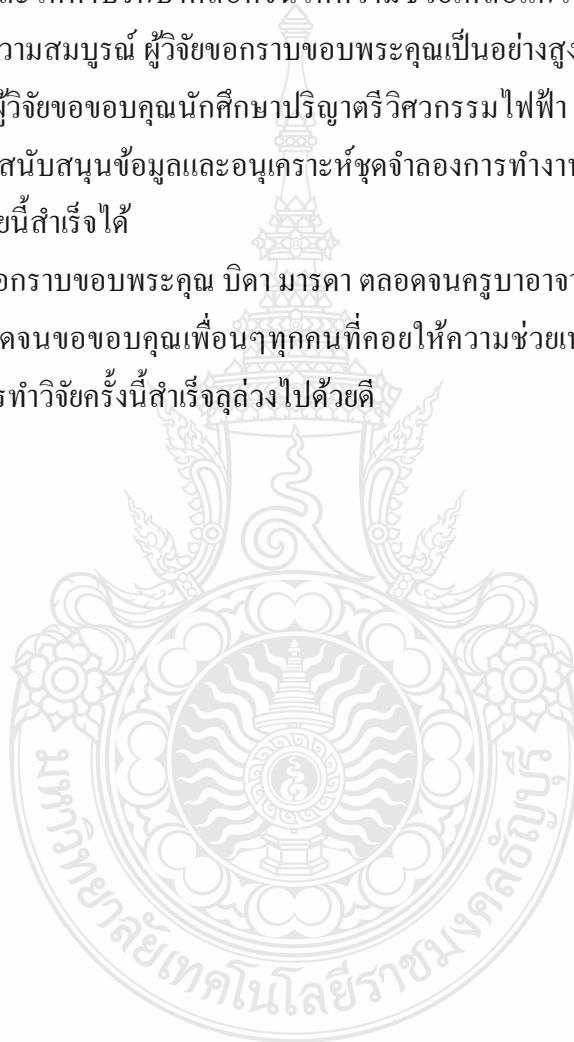 วามสมบูรณ์ ผู้วิจัยขอกราบขอบพระคุณเป็นอย่างสูง
ผู้วิจัยขอขอบคุณนักศึกษาปริญาตรีวิศวกรรมไฟฟ้า
สนับสนุนข้อมูลและอนุเคราะห์ชุดจำลองการทำงาน
ยนี้สำเร็จได้
อกราบขอบพระคุณ บิดา มารดา ตลอดจนครูบาอาจา
ดจนขอขอบคุณเพื่อนๆทุกคนที่คอยให้ความช่วยเห
รทำวิจัยครั้งนี้สำเร็จลุล่วงไปด้วยดี
มหาวิทยาลัยเทคโนโลยีราชมงคลธัญบุรี